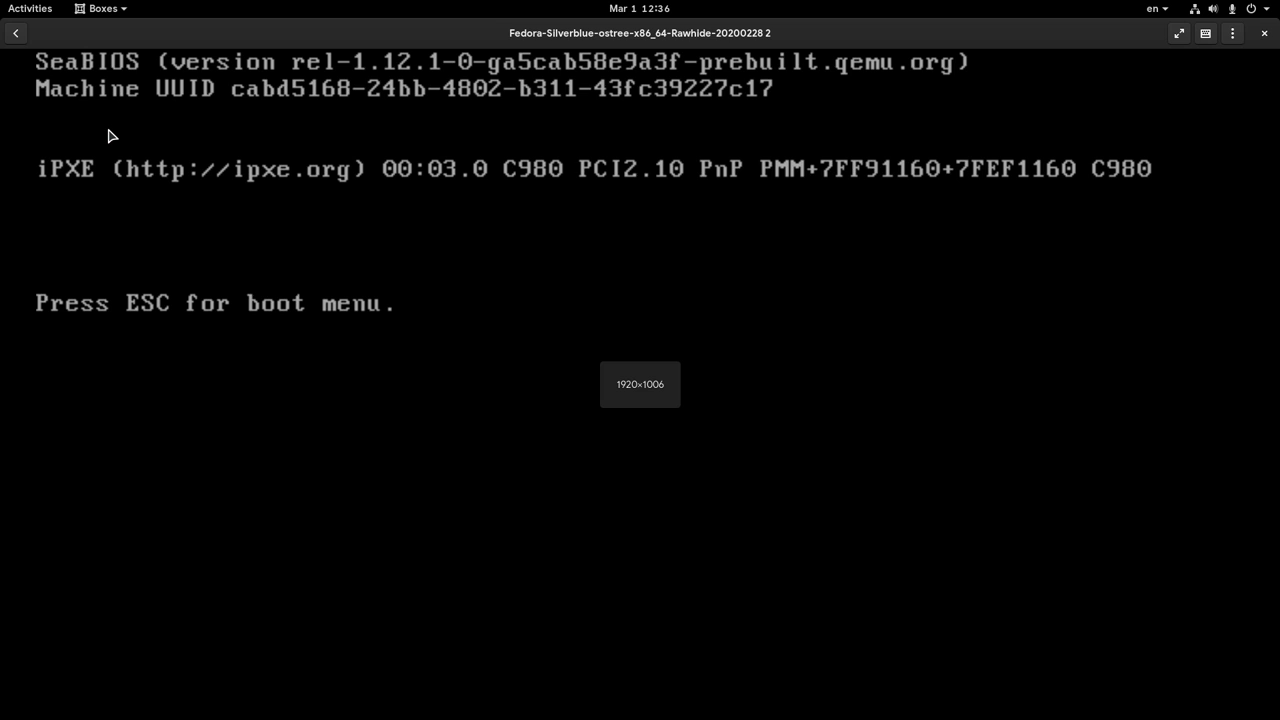 Activities
Boxes
Mar 1 12:36
en
Fedora-Silverblue-ostree-x86_64-Rawhide-20200228 2
SeaBIOS (version rel-1.12.1-0-ga5cab58e9a3f-prebuilt.qemu.org)
Machine UUID cabd5168-24bb-4802-b311-43fc39227c17
iPXE (http://ipxe.org) 00:03.0 C980 PCI2.10 PnP PMM+7FF91160+7FEF1160 C980
Press ESC for boot menu.
1920×1006